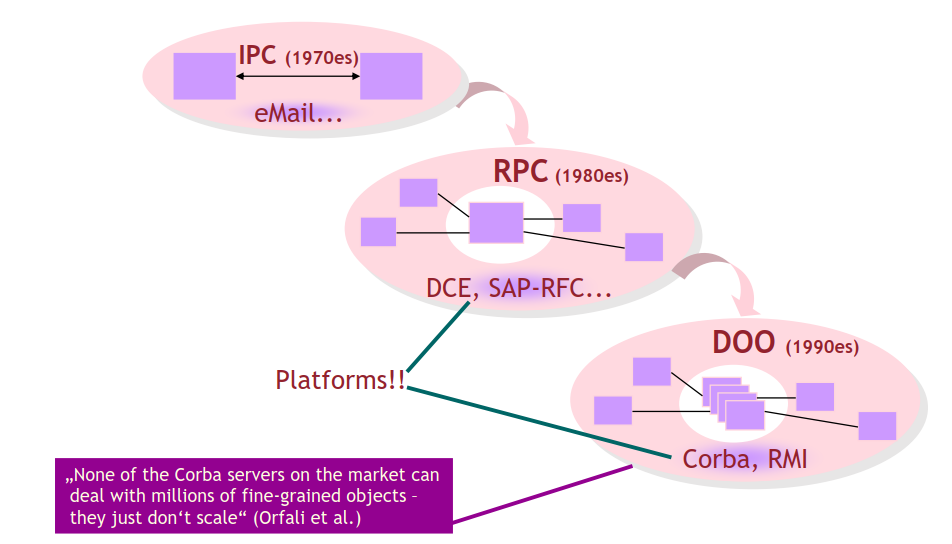 IPC (1970es)
eMail...
RPC (1980es)
DCE, SAP-RFC...
DOO (1990es)
Platforms!!
Corba, RMI
„None of the Corba servers on the market can
deal with millions of fine-grained objects –
they just don‘t scale“ (Orfali et al.)